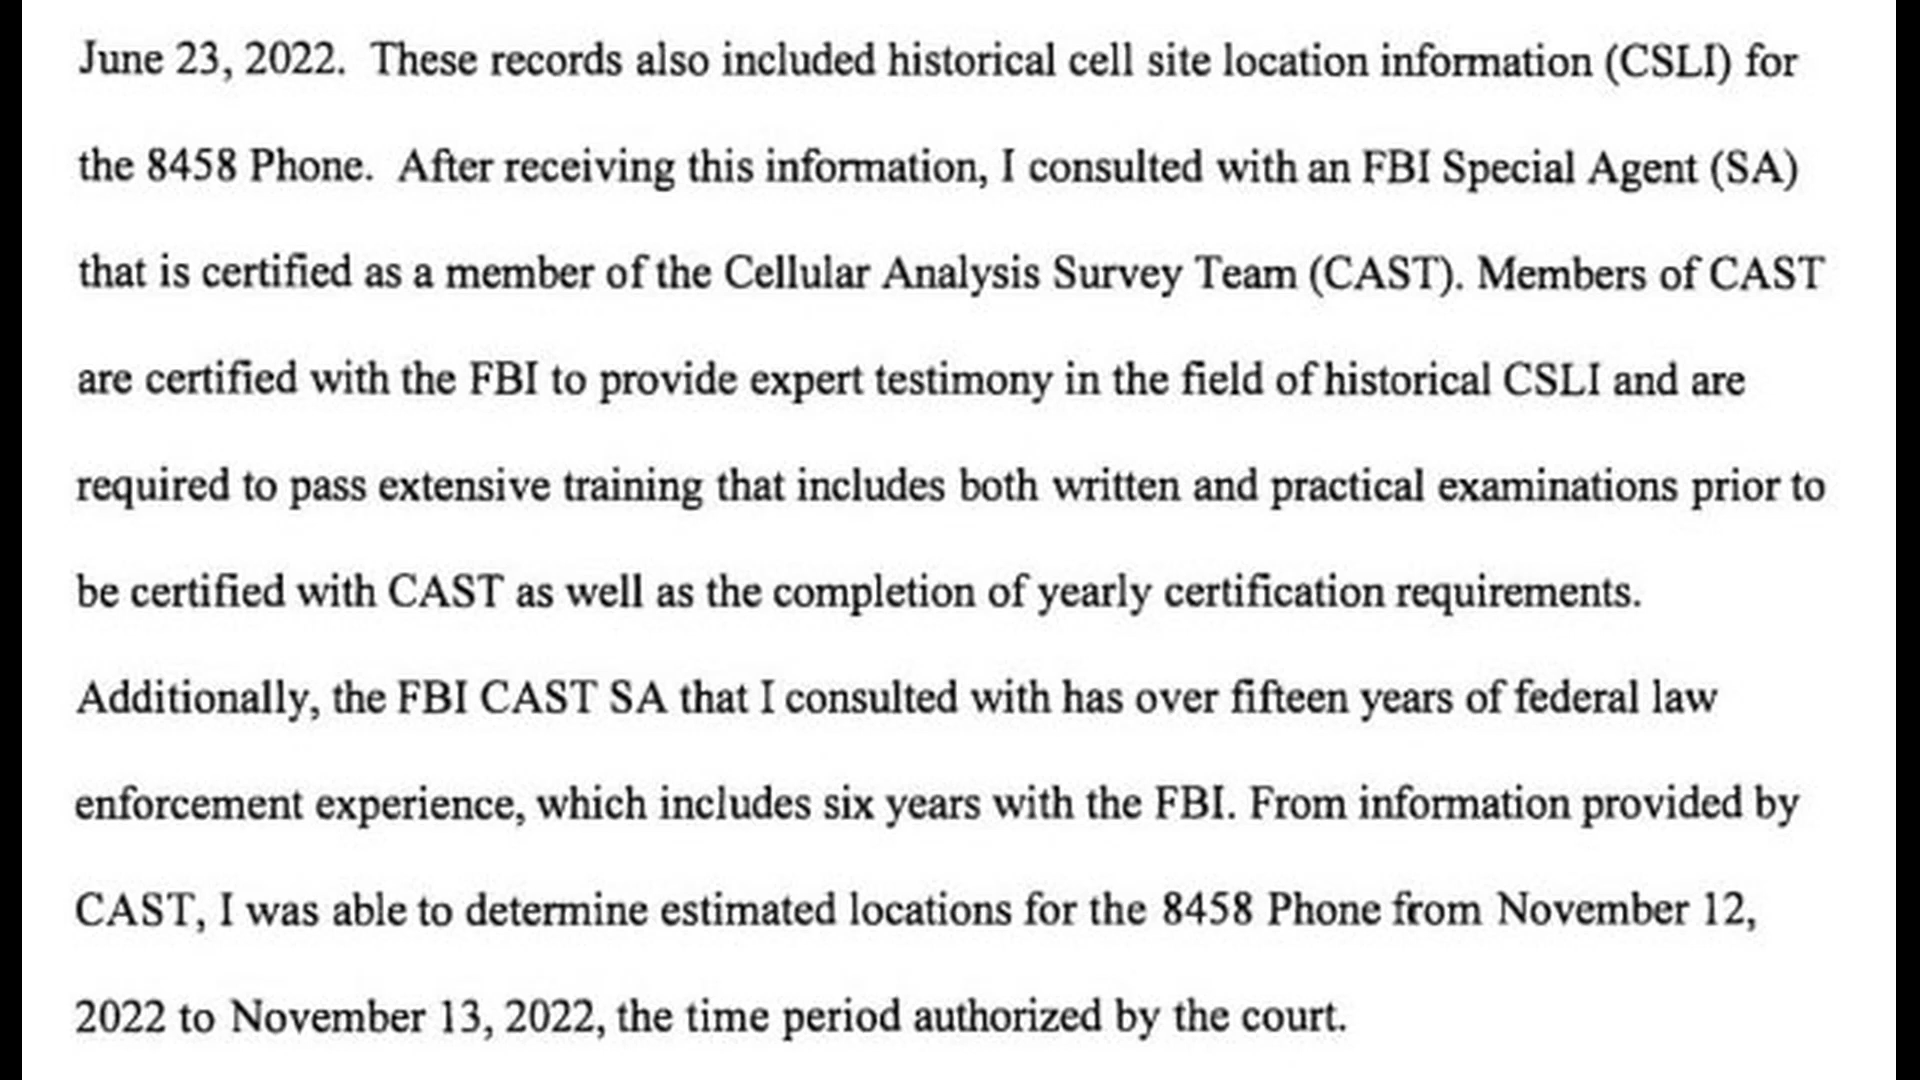 June 23, 2022.  These records also included historical cell site location information (CSLI) for
the 8458 Phone.  After receiving this information, I consulted with an FBI Special Agent (SA)
that is certified as a member of the Cellular Analysis Survey Team (CAST). Members of CAST
are certified with the FBI to provide expert testimony in the field of historical CSLI and are
required to pass extensive training that includes both written and practical examinations prior to
be certified with CAST as well as the completion of yearly certification requirements.
Additionally, the FBI CAST SA that I consulted with has over fifteen years of federal law
enforcement experience, which includes six years with the FBI. From information provided by
CAST, I was able to determine estimated locations for the 8458 Phone from November 12,
2022 to November 13, 2022, the time period authorized by the court.